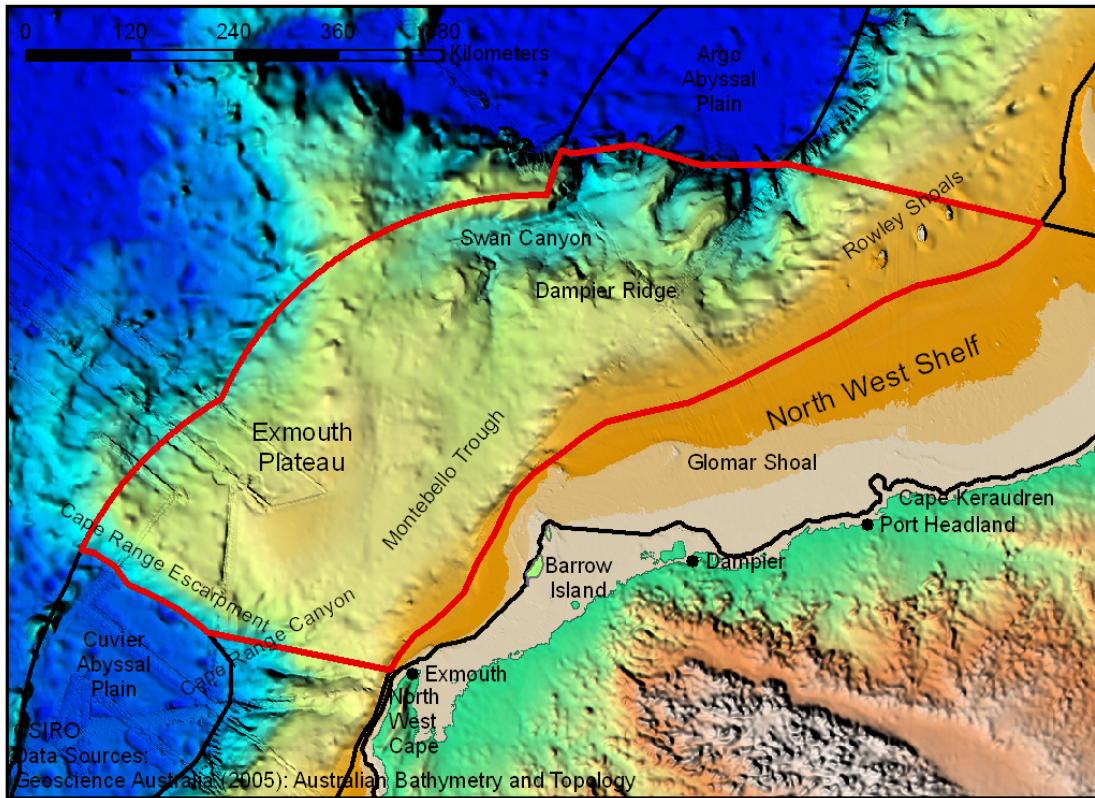 0 120 240 360 480
Kilometers
Argo
Abyssal
Plain
Rowley Shoals
Swan Canyon
Dampier Ridge
North West Shelf
Exmouth
Plateau
Montebello Trough
Glomar Shoal
Cape Keraudren
Port Headland
Cape Range Escarpment
Barrow
Island
Dampier
Cape Range Canyon
Cuvier
Abyssal
Plain
Exmouth
North
West
Cape
CSIRO
Data Sources:
Geoscience Australia (2005): Australian Bathymetry and Topology